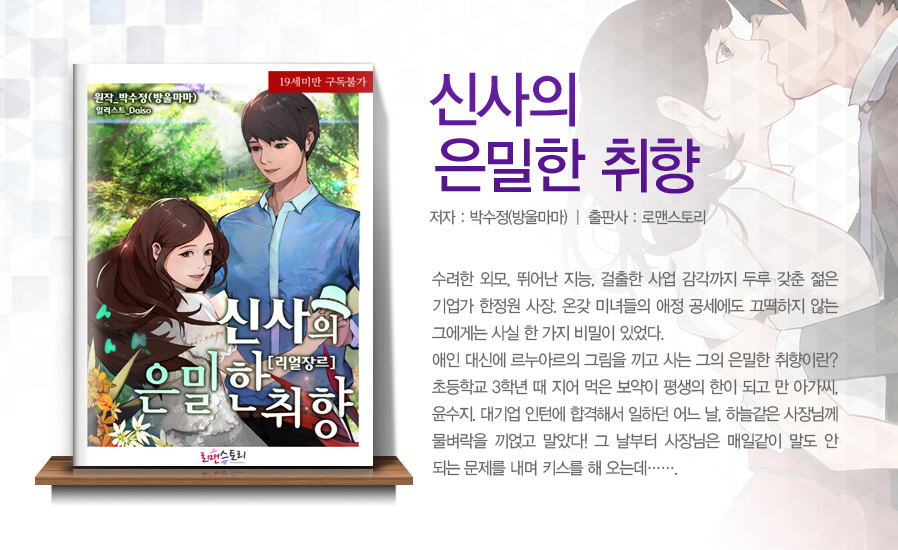 19세미만 구독불가
원작_박수정(방울마마)
일러스트_Daiso
신사의
[리얼장르]
은밀한
취향
로맨스토리
신사의
은밀한 취향
저자 : 박수정(방울마마) | 출판사 : 로맨스토리
수려한 외모, 뛰어난 지능, 걸출한 사업 감각까지 두루 갖춘 젊은
기업가 한정원 사장. 온갖 미녀들의 애정 공세에도 끄떡하지 않는
그에게는 사실 한 가지 비밀이 있었다.
애인 대신에 르누아르의 그림을 끼고 사는 그의 은밀한 취향이란?
초등학교 3학년 때 지어 먹은 보약이 평생의 한이 되고 만 아가씨,
윤수지. 대기업 인턴에 합격해서 일하던 어느 날, 하늘같은 사장님께
물벼락을 끼얹고 말았다! 그 날부터 사장님은 매일같이 말도 안
되는 문제를 내며 키스를 해 오는데…….